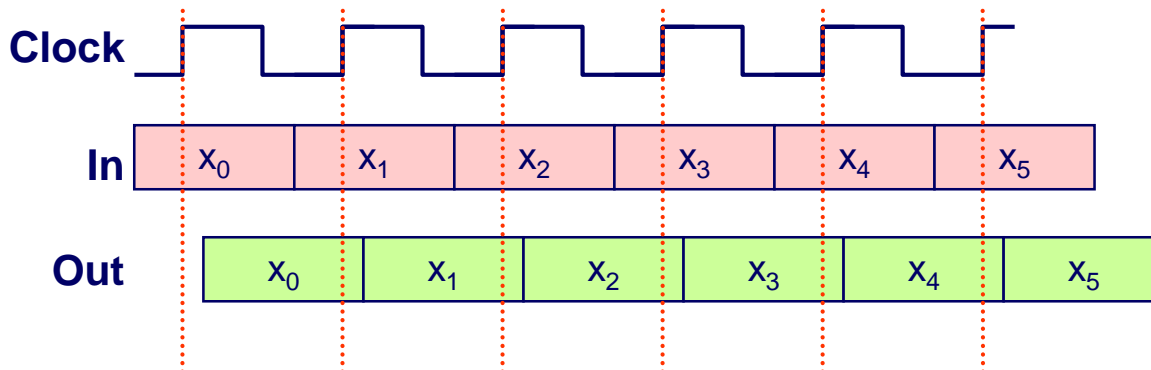 Clock
In x₀ x₁ x₂ x₃ x₄ x₅
Out x₀ x₁ x₂ x₃ x₄ x₅